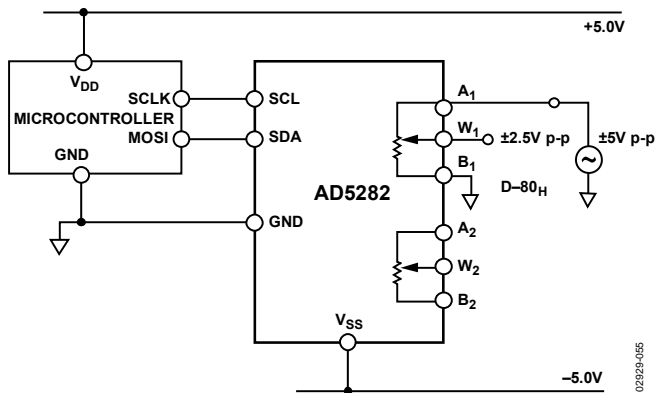 +5.0V
VDD
SCLK
SCL
MICROCONTROLLER
MOSI
SDA
GND
GND
AD5282
A1
W1
±2.5V p-p
±5V p-p
B1
D–80H
A2
W2
B2
VSS
–5.0V
02929-055